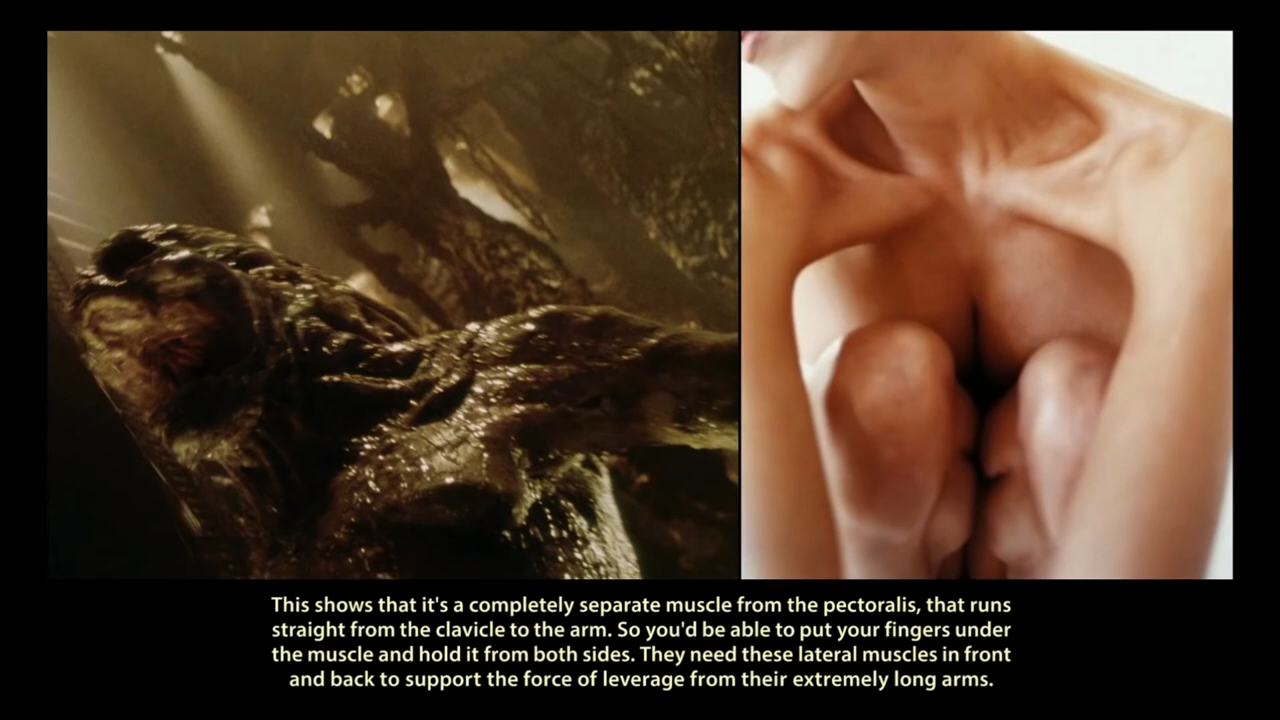 This shows that it's a completely separate muscle from the pectoralis, that runs
straight from the clavicle to the arm. So you'd be able to put your fingers under
the muscle and hold it from both sides. They need these lateral muscles in front
and back to support the force of leverage from their extremely long arms.